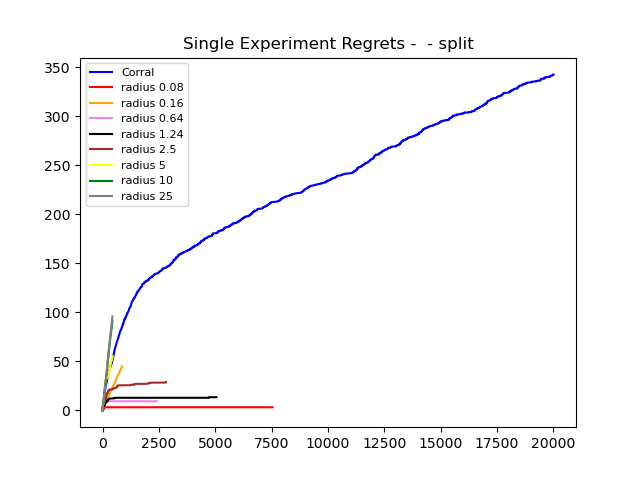 Single Experiment Regrets -  - split
350
300
250
200
150
100
50
0
Corral
radius 0.08
radius 0.16
radius 0.64
radius 1.24
radius 2.5
radius 5
radius 10
radius 25
0 2500 5000 7500 10000 12500 15000 17500 20000